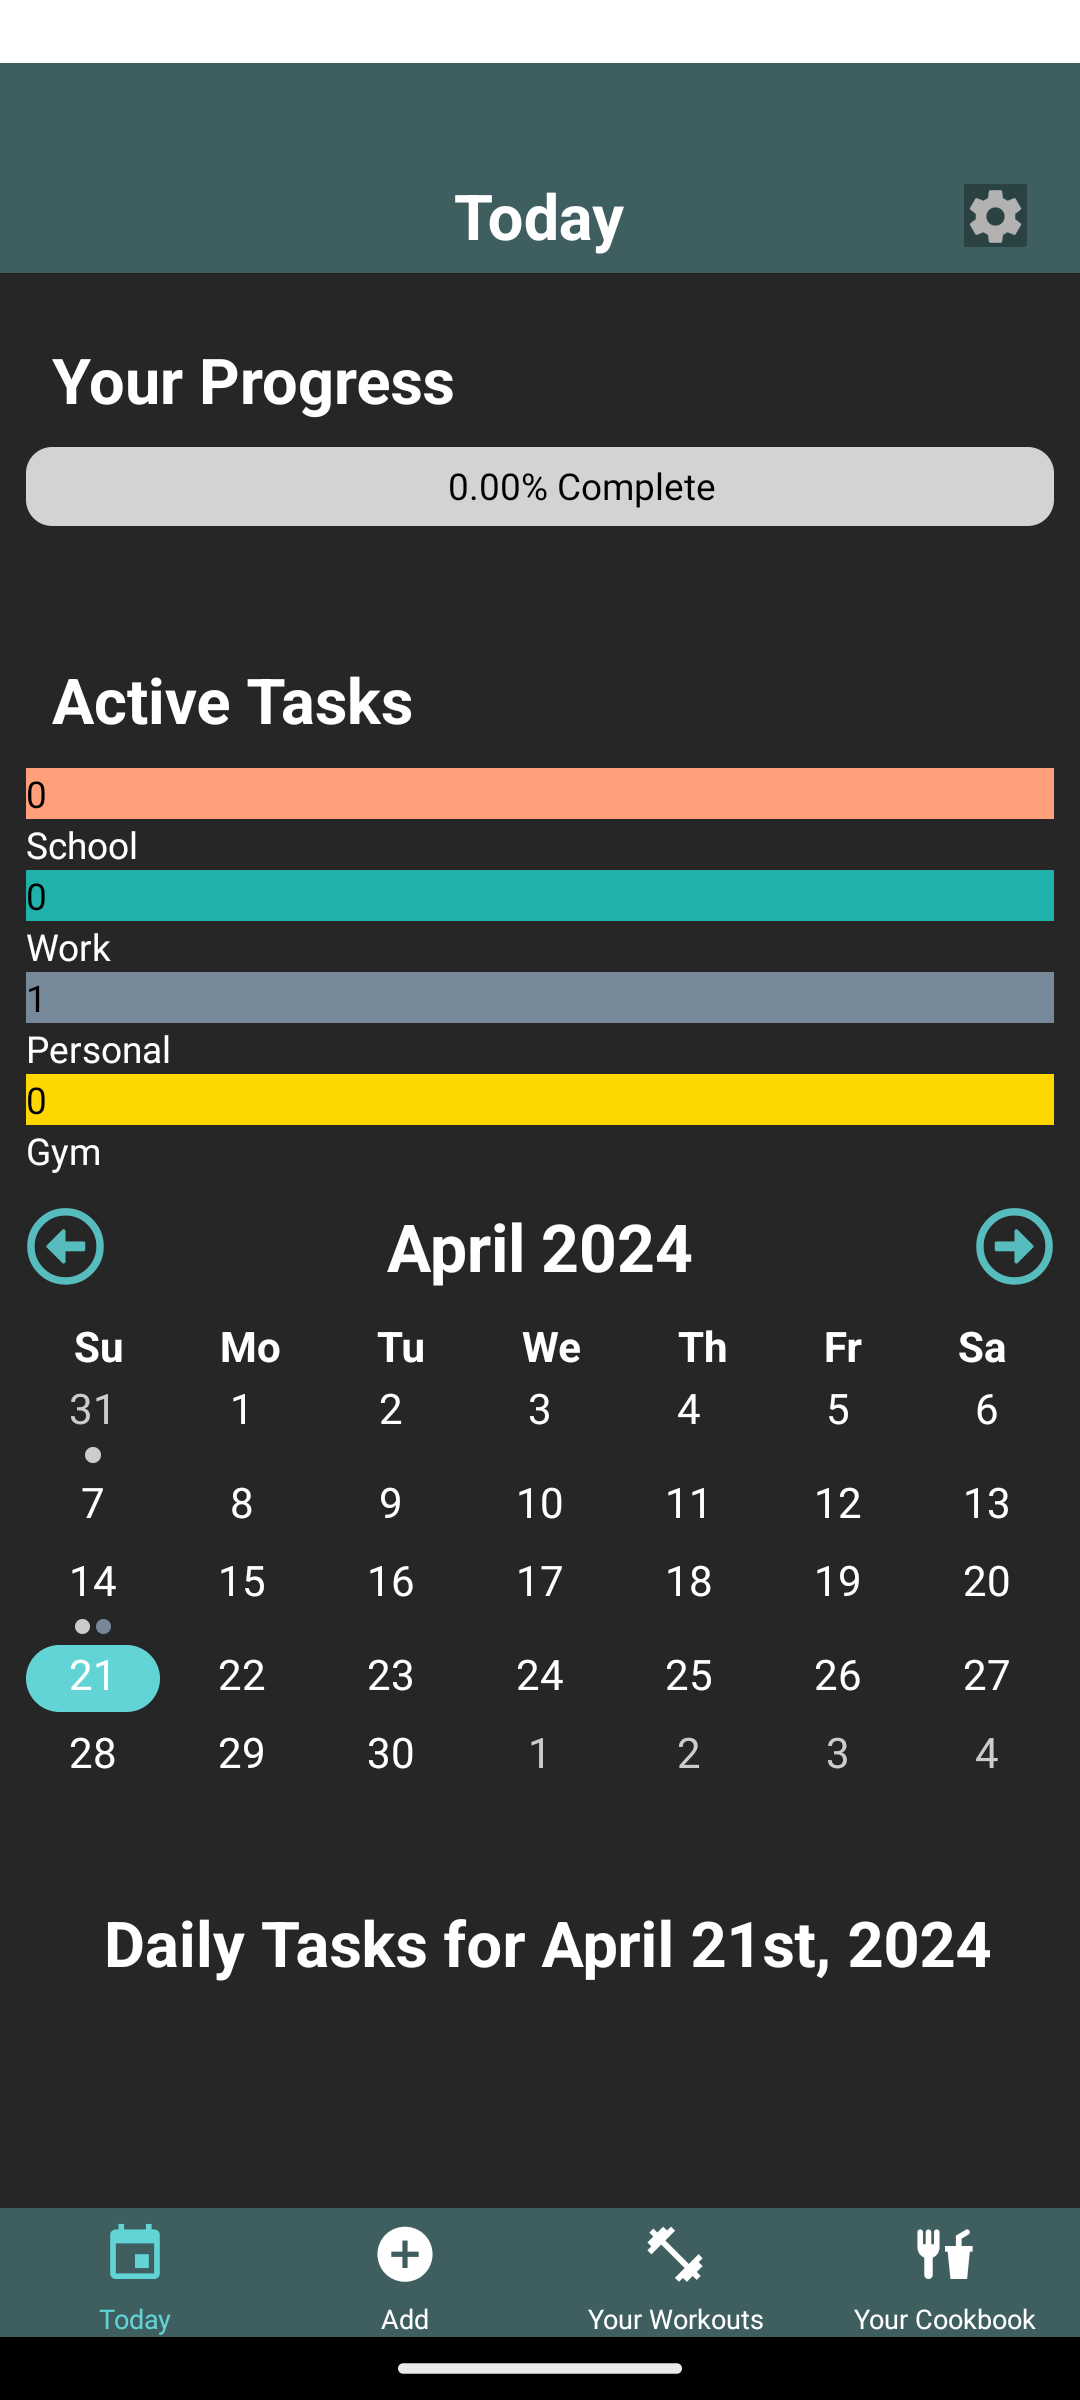 Today
Your Progress
0.00% Complete
Active Tasks
0
School
0
Work
1
Personal
0
Gym
April 2024
Su Mo Tu We Th Fr Sa
31 1 2 3 4 5 6
7 8 9 10 11 12 13
14 15 16 17 18 19 20
21 22 23 24 25 26 27
28 29 30 1 2 3 4
Daily Tasks for April 21st, 2024
Today Add Your Workouts Your Cookbook